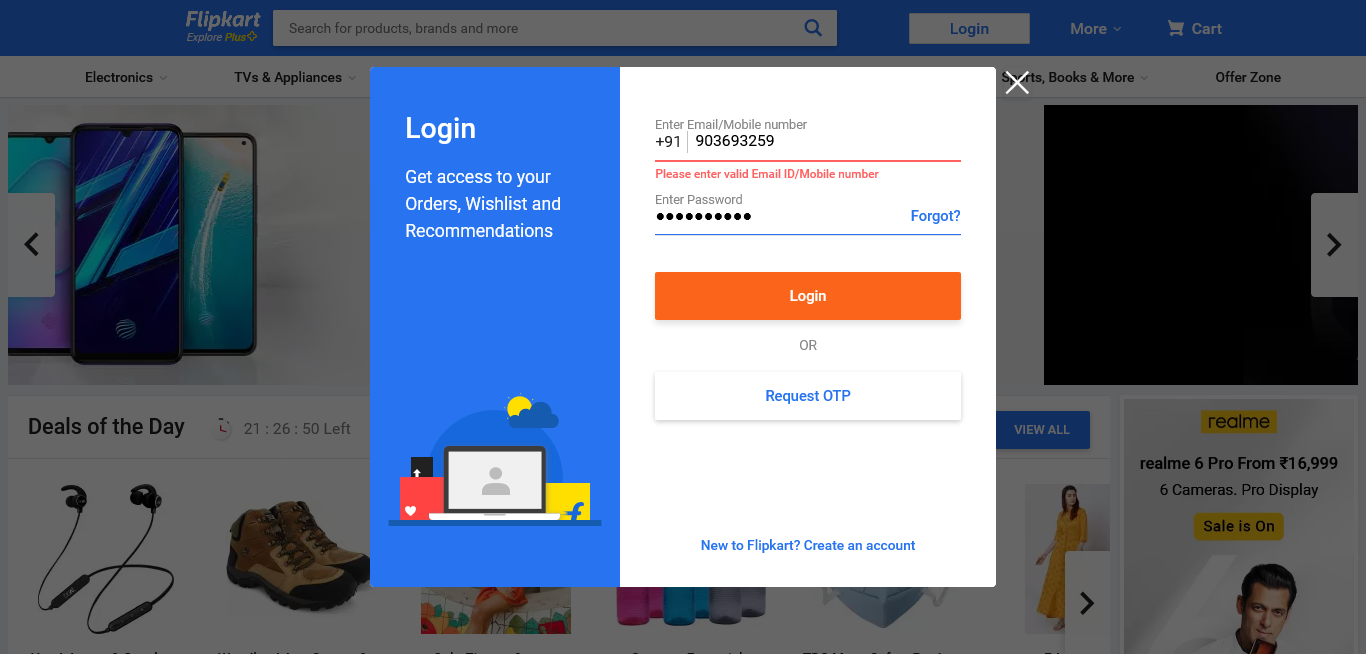 Flipkart
Explore Plus
Search for products, brands and more
Login
More
Cart
Electronics
TVs & Appliances
Sports, Books & More
Offer Zone
Login
Get access to your
Orders, Wishlist and
Recommendations
Enter Email/Mobile number
+91 903693259
Please enter valid Email ID/Mobile number
Enter Password
Forgot?
Login
OR
Request OTP
New to Flipkart? Create an account
Deals of the Day
21 : 26 : 50 Left
VIEW ALL
realme
realme 6 Pro From ₹16,999
6 Cameras. Pro Display
Sale is On